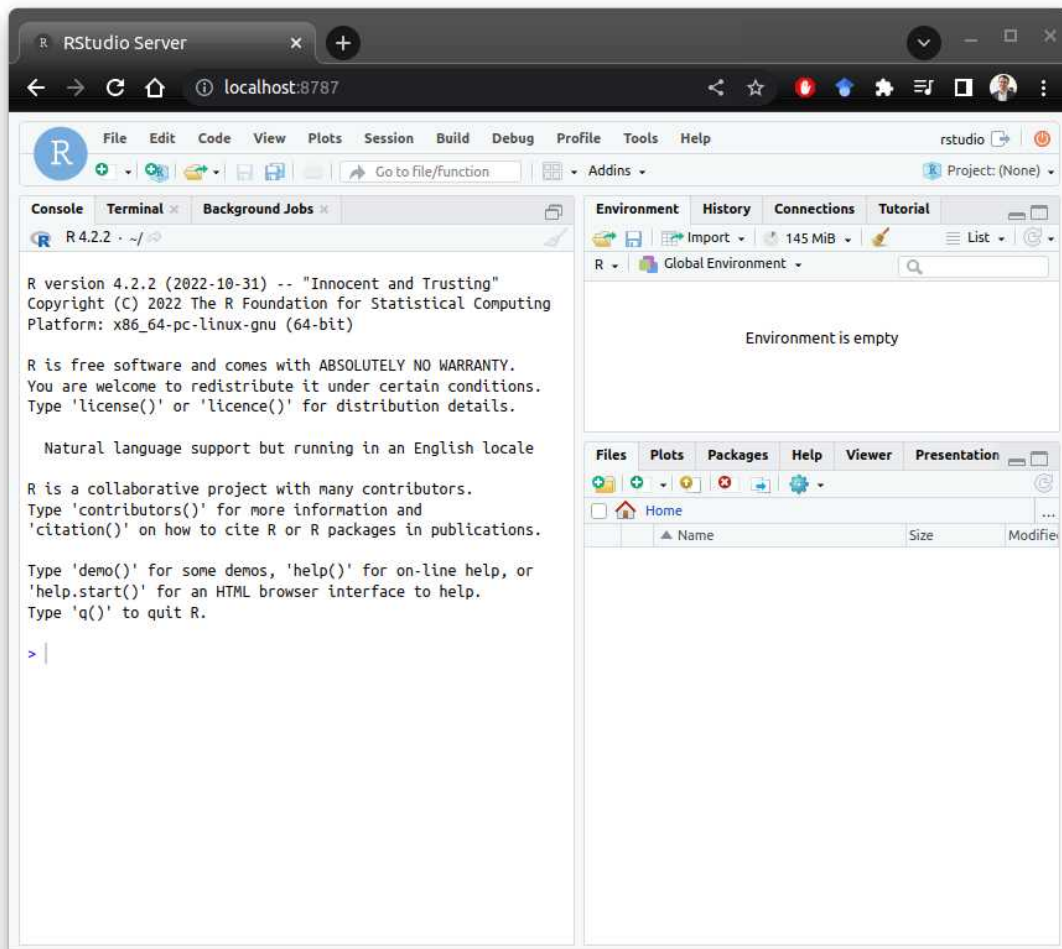 RStudio Server
localhost:8787
File Edit Code View Plots Session Build Debug Profile Tools Help
rstudio
Go to file/function
Addins
Project: (None)
Console Terminal Background Jobs
R 4.2.2 · ~/
R version 4.2.2 (2022-10-31) -- "Innocent and Trusting"
Copyright (C) 2022 The R Foundation for Statistical Computing
Platform: x86_64-pc-linux-gnu (64-bit)
R is free software and comes with ABSOLUTELY NO WARRANTY.
You are welcome to redistribute it under certain conditions.
Type 'license()' or 'licence()' for distribution details.
Natural language support but running in an English locale
R is a collaborative project with many contributors.
Type 'contributors()' for more information and
'citation()' on how to cite R or R packages in publications.
Type 'demo()' for some demos, 'help()' for on-line help, or
'help.start()' for an HTML browser interface to help.
Type 'q()' to quit R.
>
Environment History Connections Tutorial
Import 145 MiB List
R Global Environment
Environment is empty
Files Plots Packages Help Viewer Presentation
Home ...
Name Size Modifie